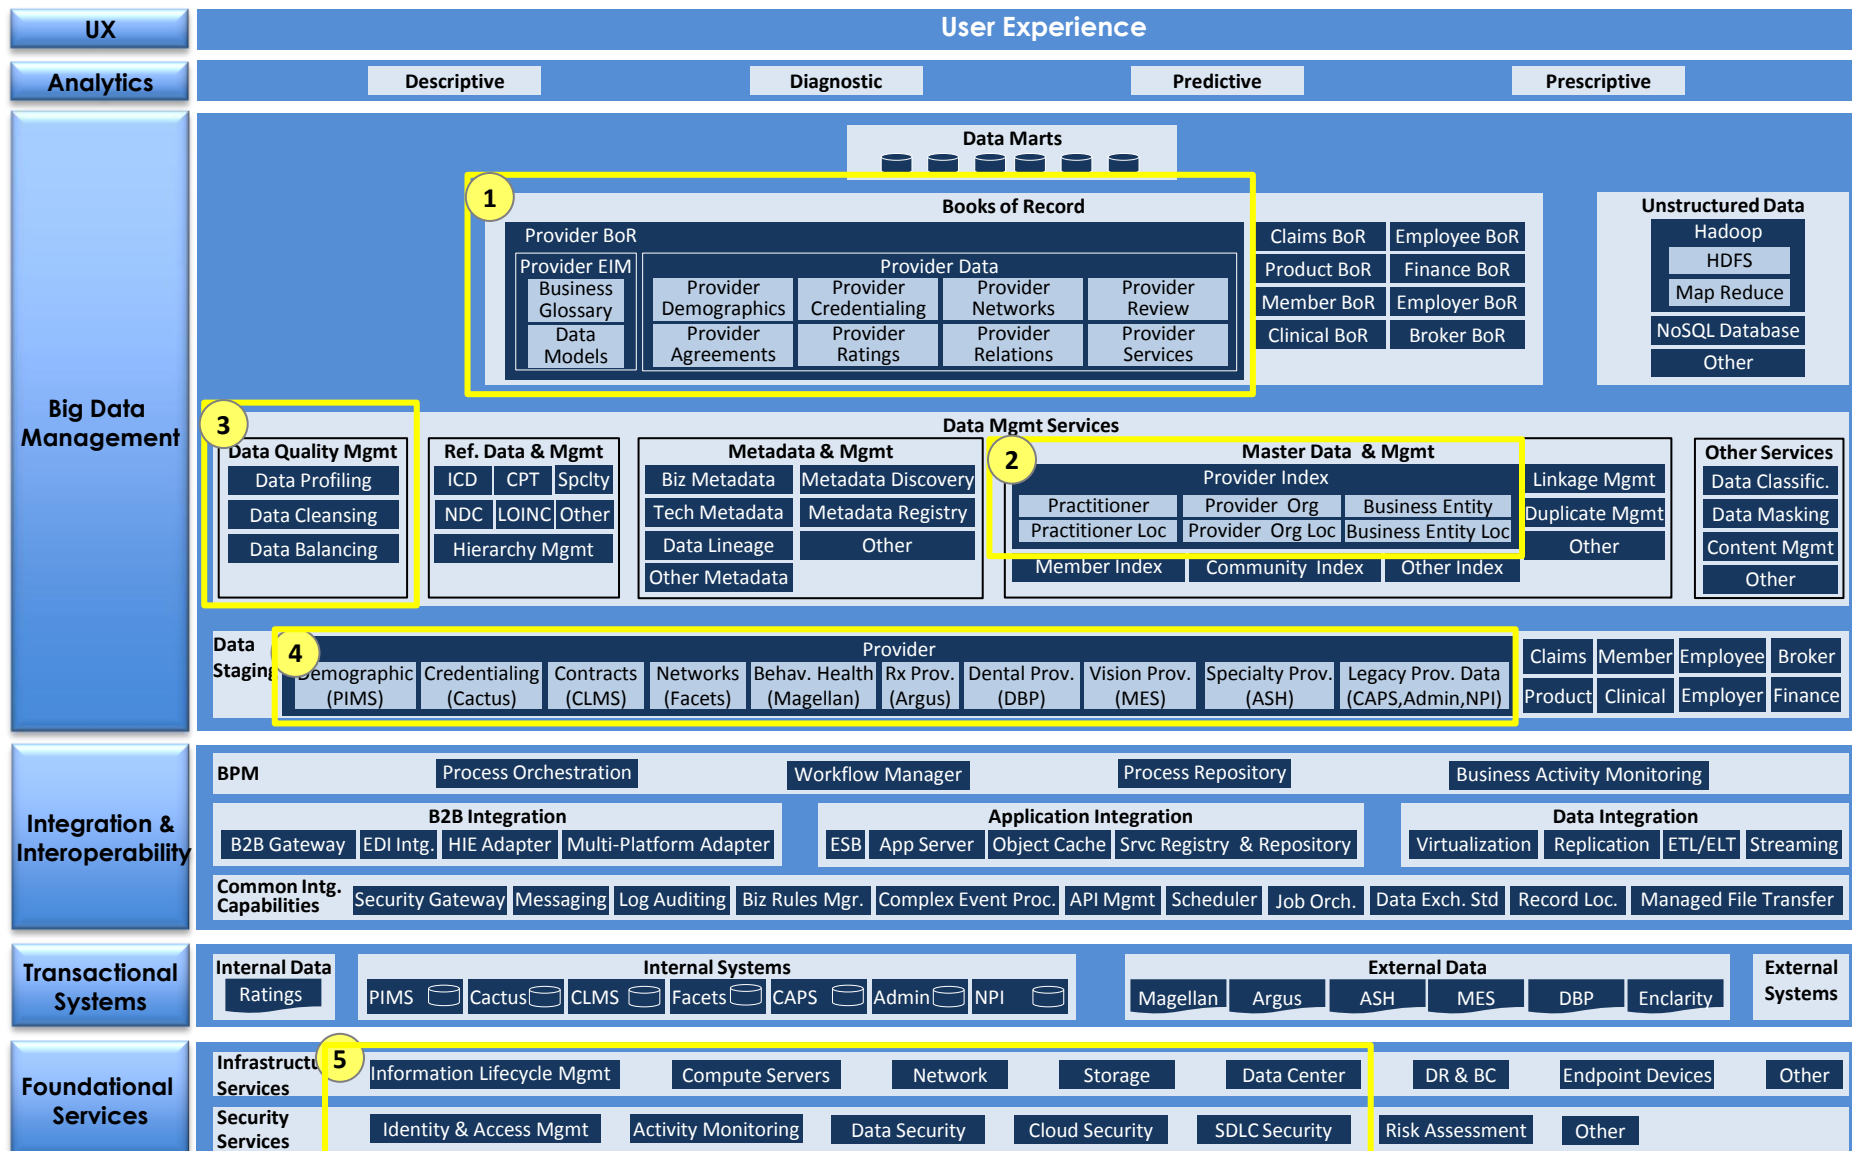 UX
User Experience
Analytics
Descriptive
Diagnostic
Predictive
Prescriptive
Big Data
Management
Data Marts
1
Books of Record
Provider BoR
Provider EIM
Business
Glossary
Data
Models
Provider Data
Provider
Demographics
Provider
Credentialing
Provider
Networks
Provider
Review
Provider
Agreements
Provider
Ratings
Provider
Relations
Provider
Services
Claims BoR
Employee BoR
Product BoR
Finance BoR
Member BoR
Employer BoR
Clinical BoR
Broker BoR
Unstructured Data
Hadoop
HDFS
Map Reduce
NoSQL Database
Other
Data Mgmt Services
3
Data Quality Mgmt
Data Profiling
Data Cleansing
Data Balancing
Ref. Data & Mgmt
ICD
CPT
Spclty
NDC
LOINC
Other
Hierarchy Mgmt
Metadata & Mgmt
Biz Metadata
Metadata Discovery
Tech Metadata
Metadata Registry
Data Lineage
Other
Other Metadata
2
Master Data & Mgmt
Provider Index
Practitioner
Provider Org
Business Entity
Practitioner Loc
Provider Org Loc
Business Entity Loc
Member Index
Community Index
Other Index
Linkage Mgmt
Duplicate Mgmt
Other
Other Services
Data Classific.
Data Masking
Content Mgmt
Other
Data
Staging
4
Provider
Demographic
(PIMS)
Credentialing
(Cactus)
Contracts
(CLMS)
Networks
(Facets)
Behav. Health
(Magellan)
Rx Prov.
(Argus)
Dental Prov.
(DBP)
Vision Prov.
(MES)
Specialty Prov.
(ASH)
Legacy Prov. Data
(CAPS,Admin,NPI)
Claims
Member
Employee
Broker
Product
Clinical
Employer
Finance
Integration &
Interoperability
BPM
Process Orchestration
Workflow Manager
Process Repository
Business Activity Monitoring
B2B Integration
B2B Gateway
EDI Intg.
HIE Adapter
Multi-Platform Adapter
Application Integration
ESB
App Server
Object Cache
Srvc Registry & Repository
Data Integration
Virtualization
Replication
ETL/ELT
Streaming
Common Intg.
Capabilities
Security Gateway
Messaging
Log Auditing
Biz Rules Mgr.
Complex Event Proc.
API Mgmt
Scheduler
Job Orch.
Data Exch. Std
Record Loc.
Managed File Transfer
Transactional
Systems
Internal Data
Ratings
Internal Systems
PIMS
Cactus
CLMS
Facets
CAPS
Admin
NPI
External Data
Magellan
Argus
ASH
MES
DBP
Enclarity
External
Systems
Foundational
Services
Infrastructu
Services
5
Information Lifecycle Mgmt
Compute Servers
Network
Storage
Data Center
DR & BC
Endpoint Devices
Other
Security
Services
Identity & Access Mgmt
Activity Monitoring
Data Security
Cloud Security
SDLC Security
Risk Assessment
Other